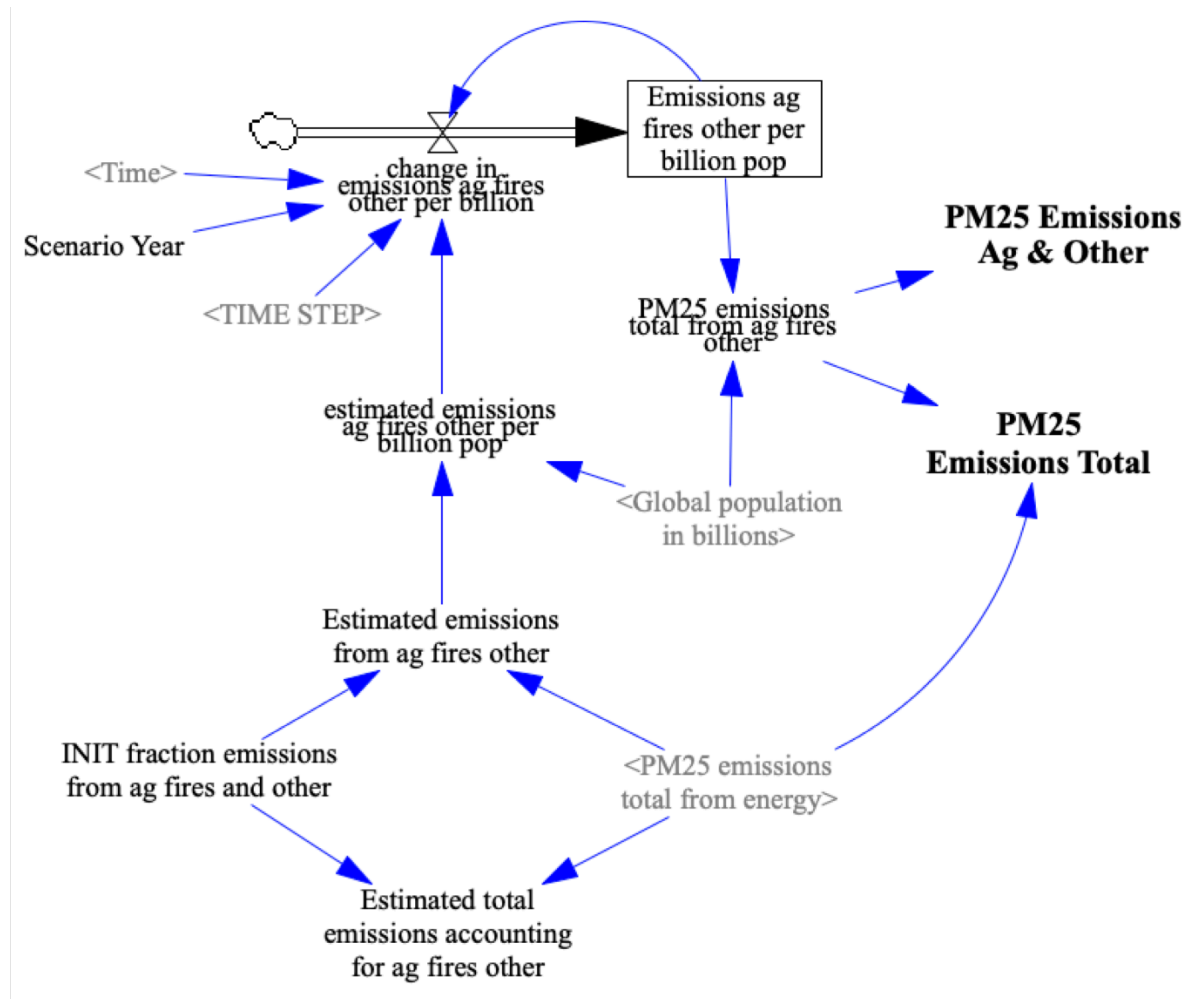 Emissions ag
fires other per
billion pop
<Time>
change in
emissions ag fires
other per billion
Scenario Year
<TIME STEP>
PM25 Emissions
Ag & Other
PM25 emissions
total from ag fires
other
estimated emissions
ag fires other per
billion pop
PM25
Emissions Total
<Global population
in billions>
Estimated emissions
from ag fires other
INIT fraction emissions
from ag fires and other
<PM25 emissions
total from energy>
Estimated total
emissions accounting
for ag fires other